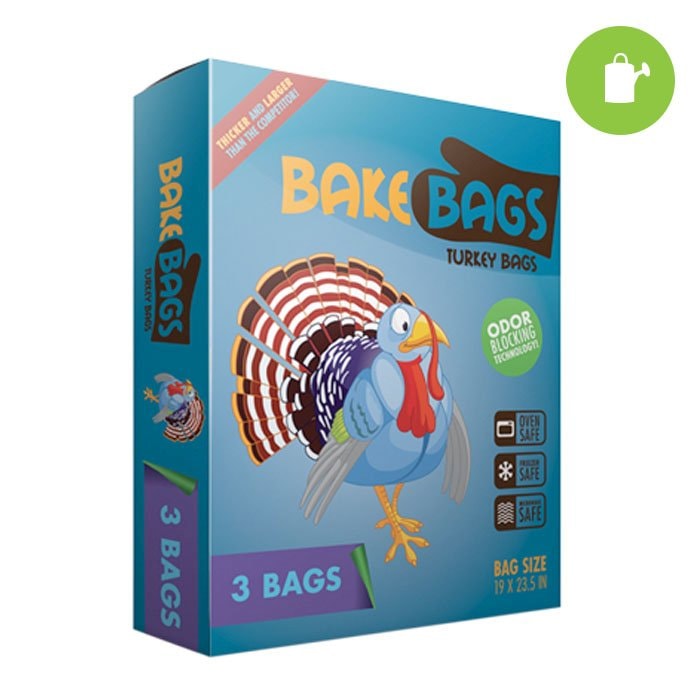 THICKER AND LARGER
THAN THE COMPETITOR!
BAKE BAGS
TURKEY BAGS
ODOR
BLOCKING
TECHNOLOGY!
OVEN
SAFE
FREEZER
SAFE
MICROWAVE
SAFE
3 BAGS
BAG SIZE
19 X 23.5 IN
BAKE BAGS
TURKEY BAGS
3 BAGS